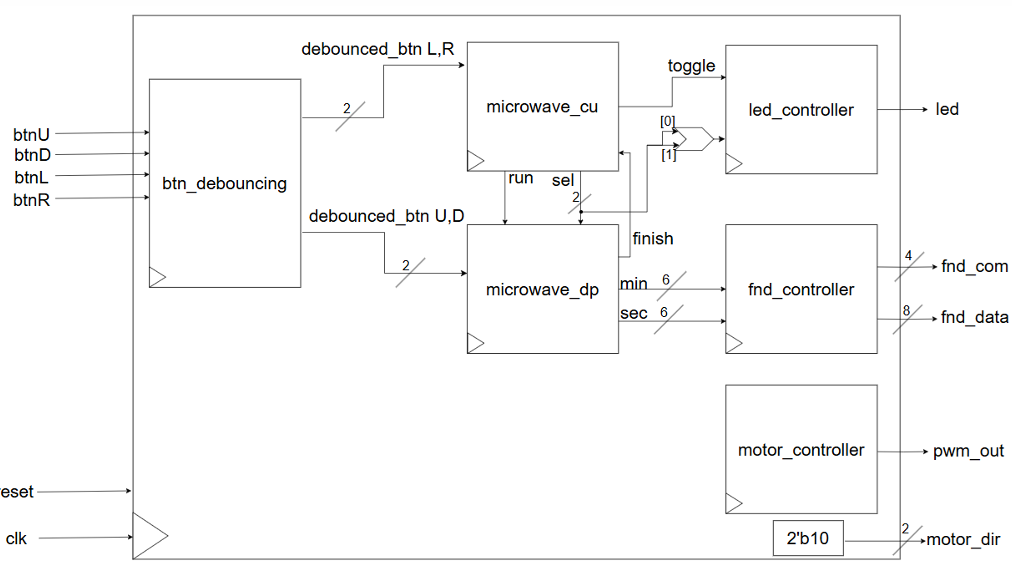 debounced_btn L,R
2
btnU
btnD
btnL
btnR
btn_debouncing
microwave_cu
toggle
led_controller
led
[0]
[1]
run
sel
2
debounced_btn U,D
2
finish
microwave_dp
min
6
sec
6
fnd_controller
4
fnd_com
8
fnd_data
motor_controller
pwm_out
eset
clk
2'b10
2
motor_dir